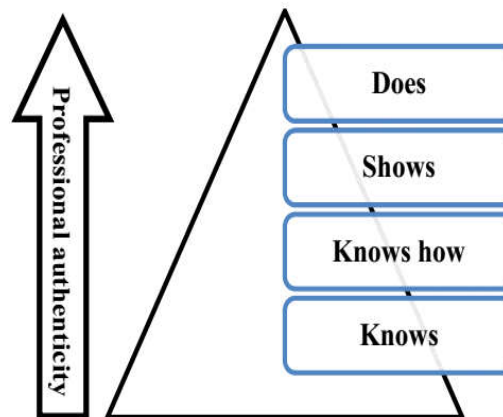 Professional authenticity
Does
Shows
Knows how
Knows